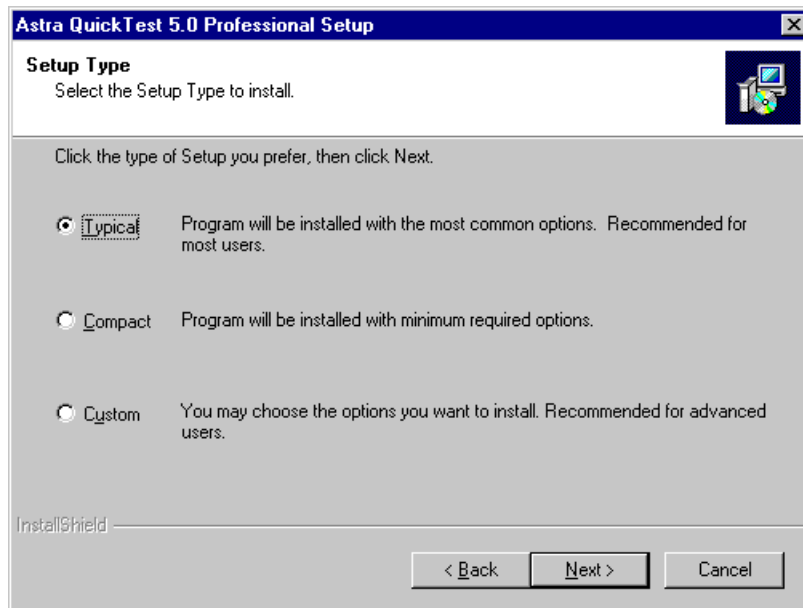 Astra QuickTest 5.0 Professional Setup
Setup Type
Select the Setup Type to install.
Click the type of Setup you prefer, then click Next.
Typical
Program will be installed with the most common options.  Recommended for
most users.
Compact
Program will be installed with minimum required options.
Custom
You may choose the options you want to install. Recommended for advanced
users.
InstallShield
< Back
Next >
Cancel